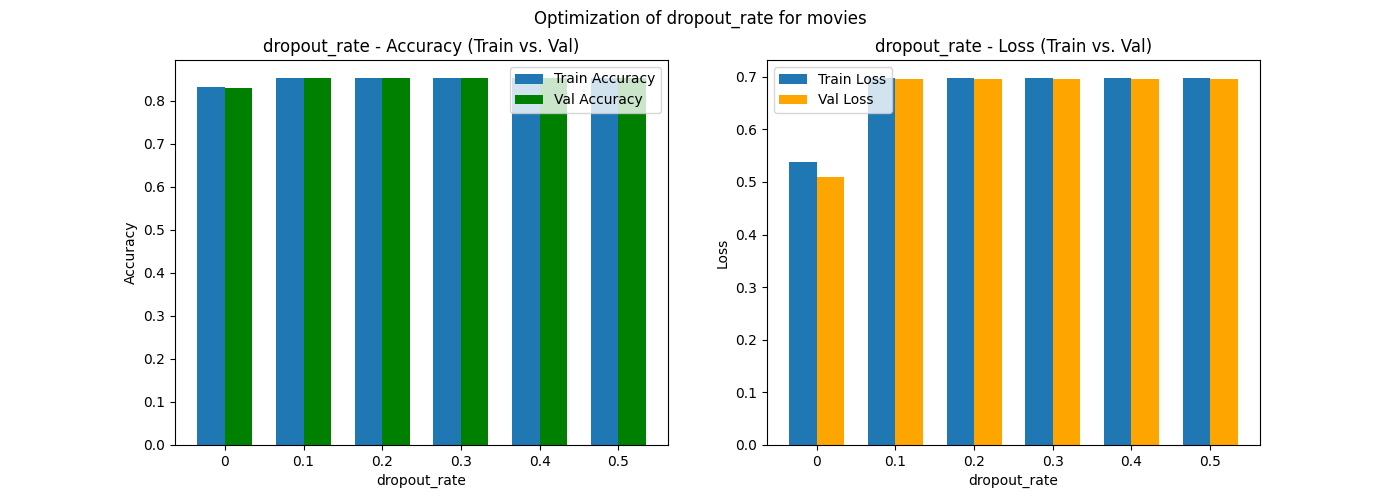 Optimization of dropout_rate for movies
dropout_rate - Accuracy (Train vs. Val)
Accuracy
0.8
0.7
0.6
0.5
0.4
0.3
0.2
0.1
0.0
Train Accuracy
Val Accuracy
0
0.1
0.2
0.3
0.4
0.5
dropout_rate
dropout_rate - Loss (Train vs. Val)
Loss
0.7
0.6
0.5
0.4
0.3
0.2
0.1
0.0
Train Loss
Val Loss
0
0.1
0.2
0.3
0.4
0.5
dropout_rate